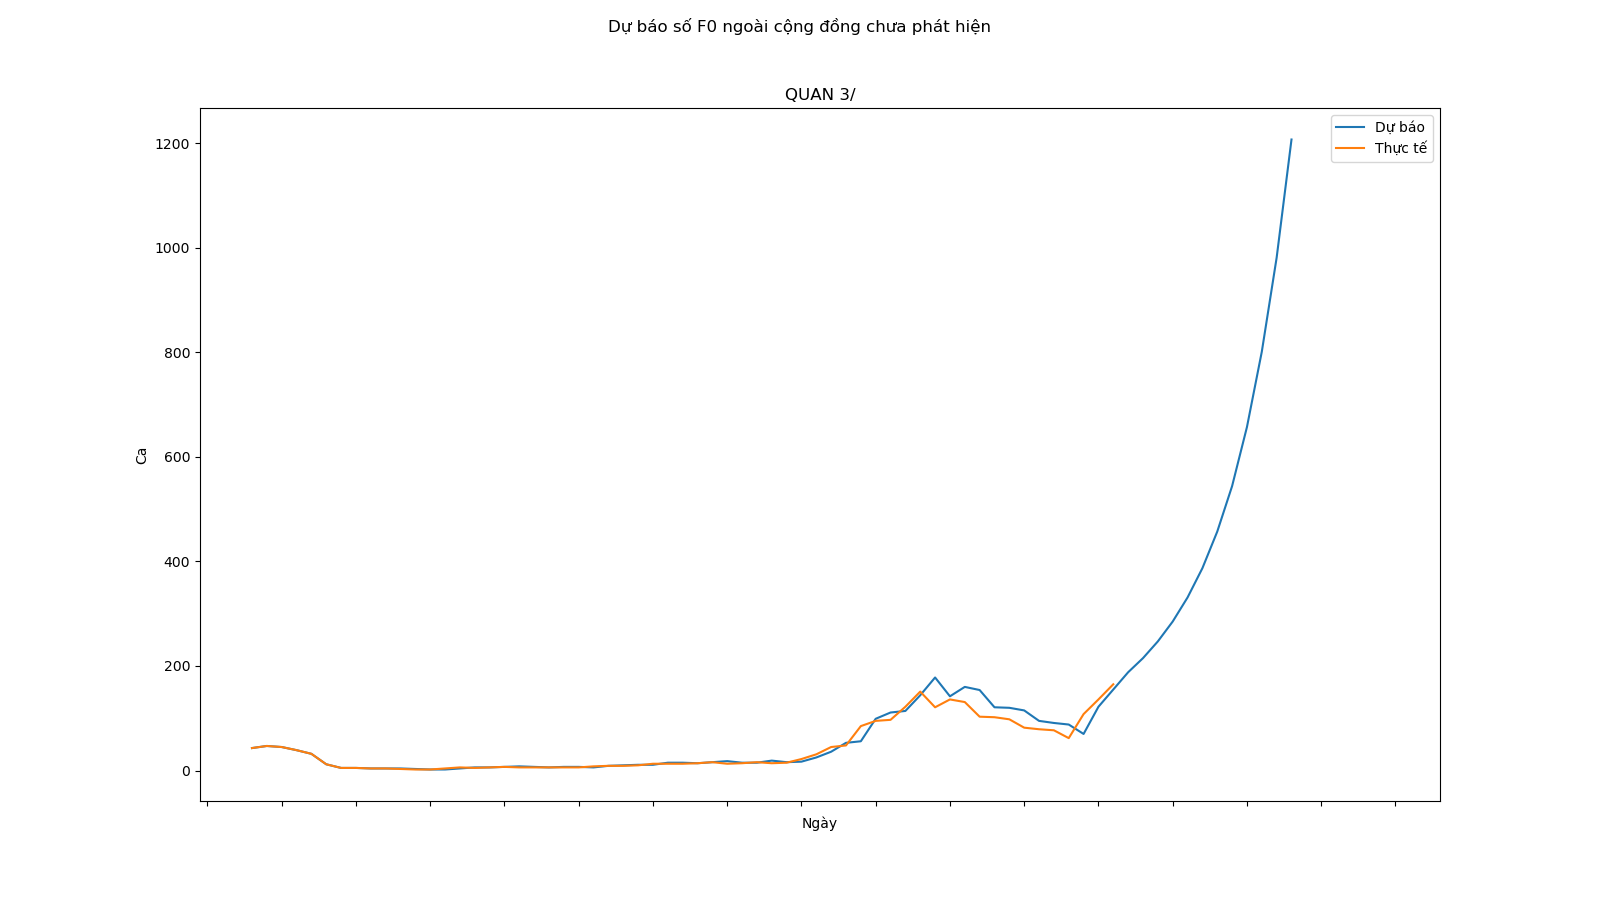 Dự báo số F0 ngoài cộng đồng chưa phát hiện
QUAN 3/
Dự báo
Thực tế
1200
1000
800
600
400
200
0
Ca
Ngày